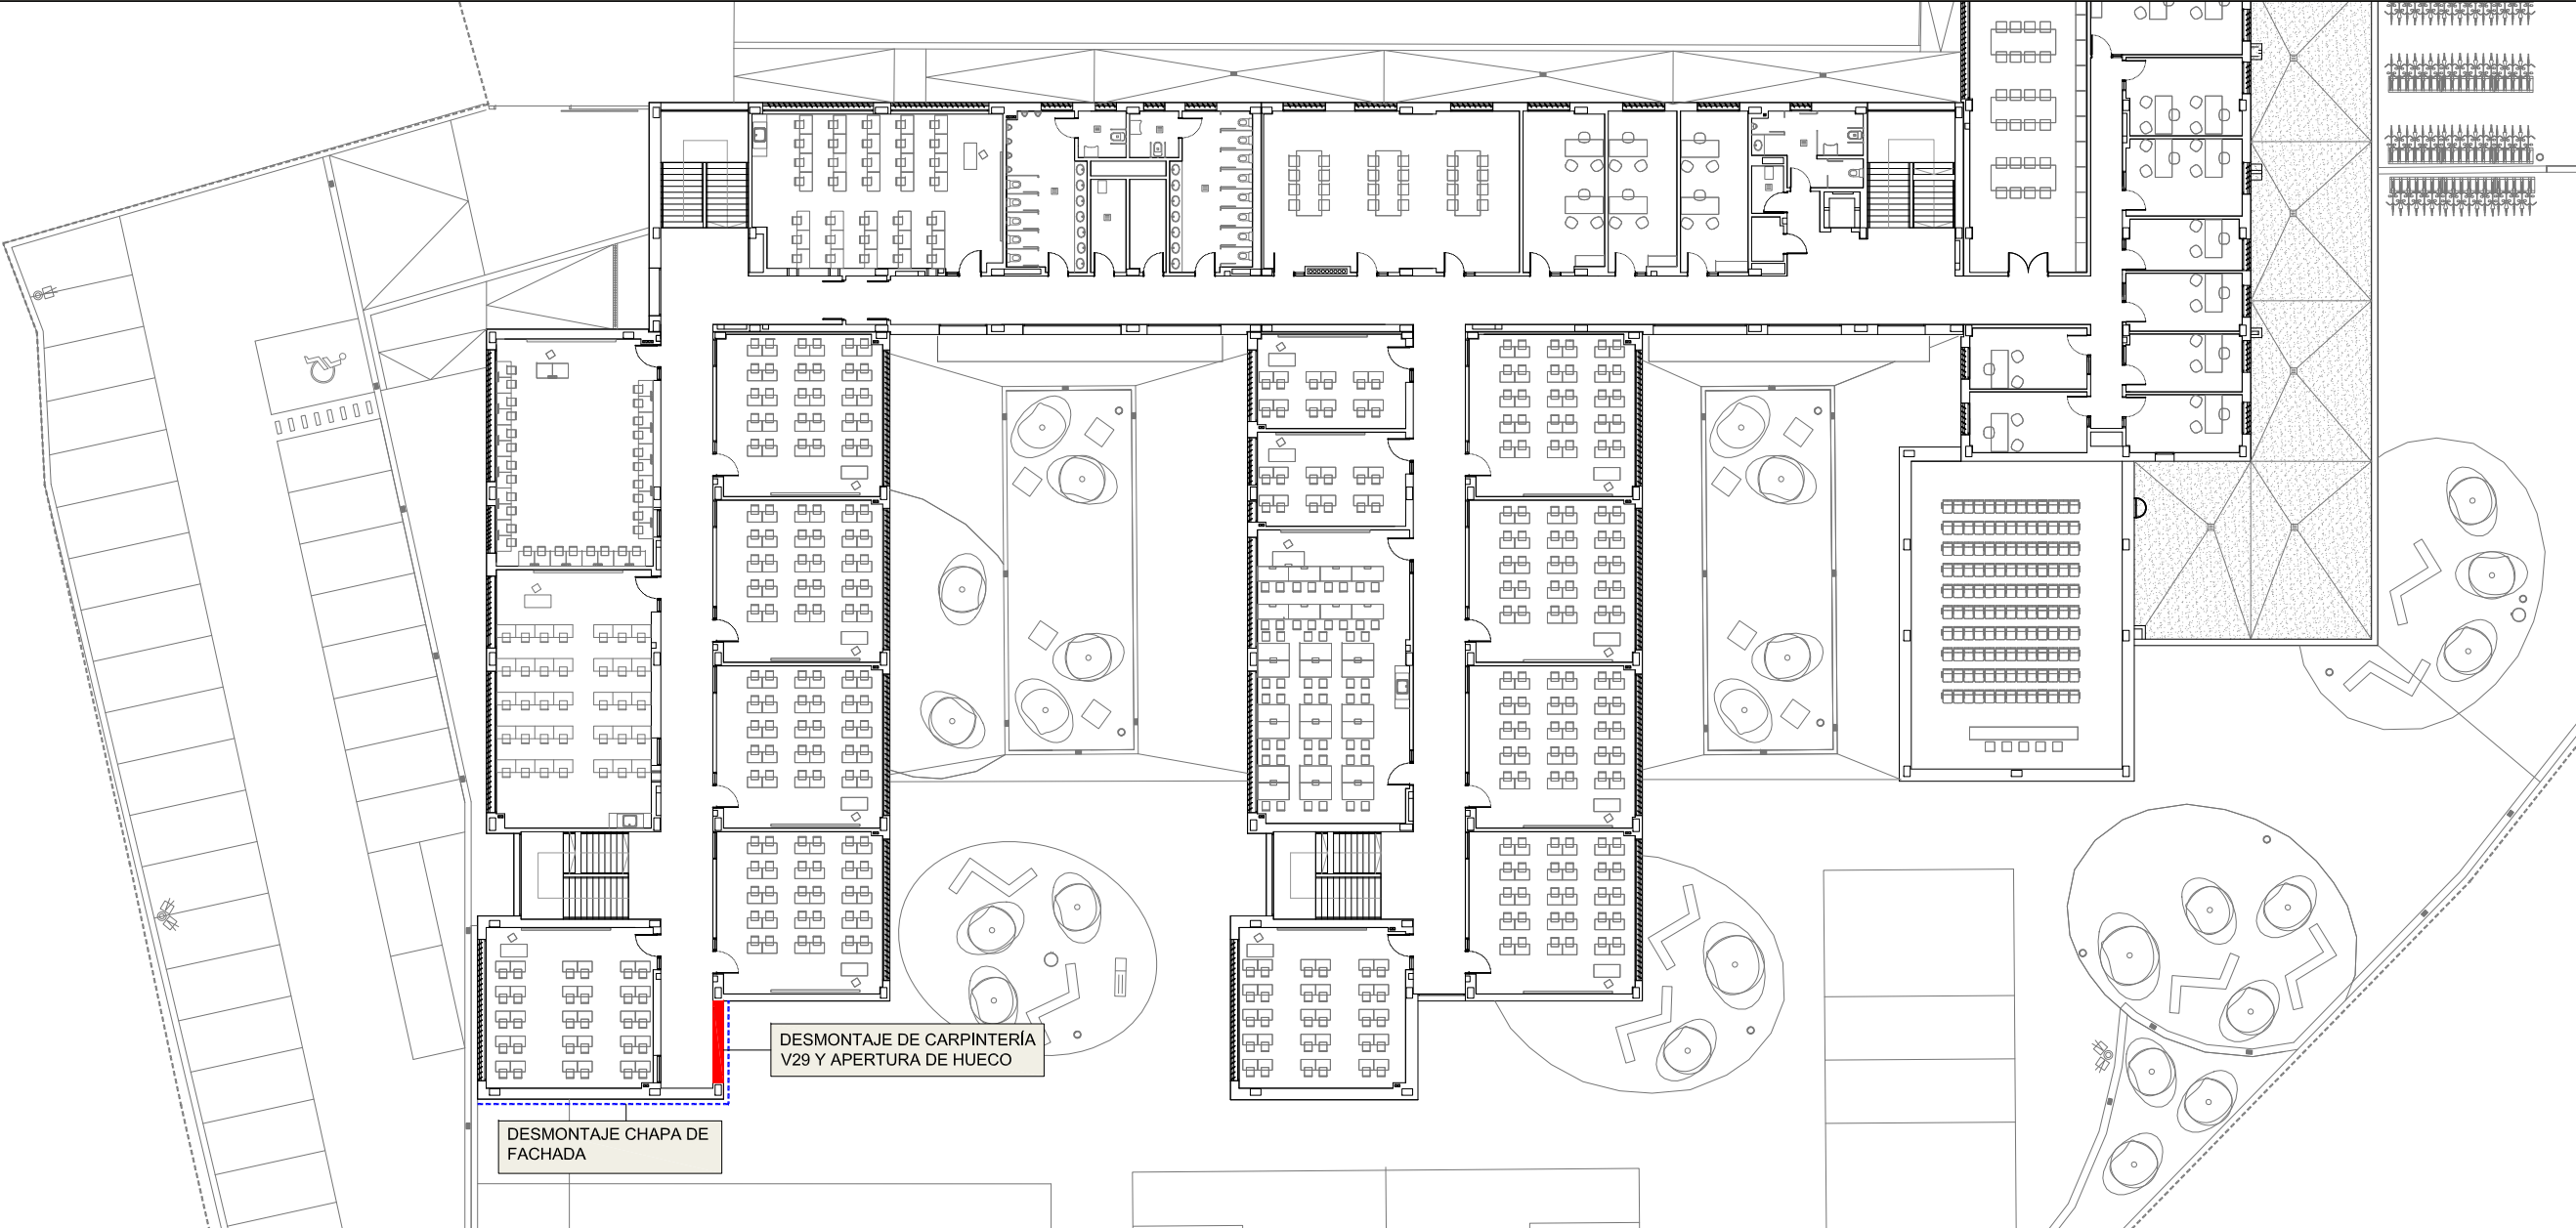 DESMONTAJE DE CARPINTERÍA
V29 Y APERTURA DE HUECO
DESMONTAJE CHAPA DE
FACHADA